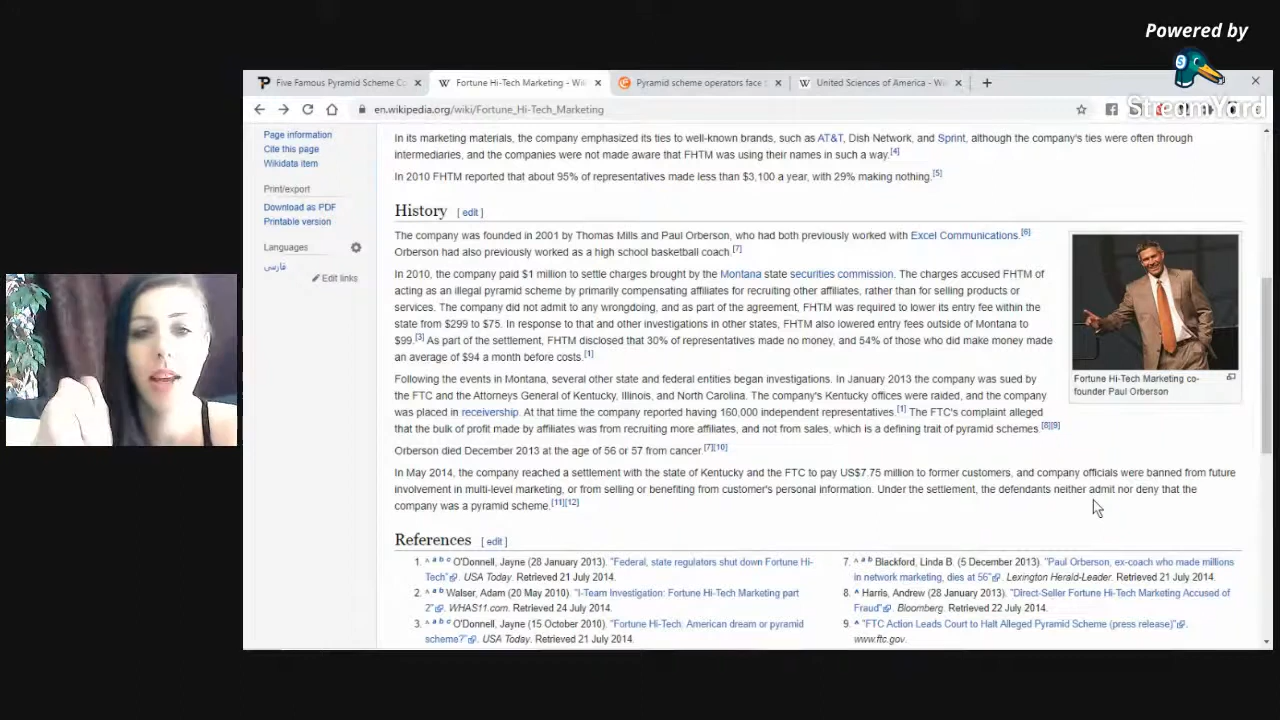 Powered by
StreamYard
Five Famous Pyramid Scheme Co
Fortune Hi-Tech Marketing - Wi
Pyramid scheme operators face
United Sciences of America - Wi
en.wikipedia.org/wiki/Fortune_Hi-Tech_Marketing
Page information
Cite this page
Wikidata item
Print/export
Download as PDF
Printable version
Languages
فارسی
Edit links
In its marketing materials, the company emphasized its ties to well-known brands, such as AT&T, Dish Network, and Sprint, although the company's ties were often through
intermediaries, and the companies were not made aware that FHTM was using their names in such a way.[4]
In 2010 FHTM reported that about 95% of representatives made less than $3,100 a year, with 29% making nothing.[5]
History [ edit ]
The company was founded in 2001 by Thomas Mills and Paul Orberson, who had both previously worked with Excel Communications.[6]
Orberson had also previously worked as a high school basketball coach.[7]
In 2010, the company paid $1 million to settle charges brought by the Montana state securities commission. The charges accused FHTM of
acting as an illegal pyramid scheme by primarily compensating affiliates for recruiting other affiliates, rather than for selling products or
services. The company did not admit to any wrongdoing, and as part of the agreement, FHTM was required to lower its entry fee within the
state from $299 to $75. In response to that and other investigations in other states, FHTM also lowered entry fees outside of Montana to
$99.[3] As part of the settlement, FHTM disclosed that 30% of representatives made no money, and 54% of those who did make money made
an average of $94 a month before costs.[1]
Following the events in Montana, several other state and federal entities began investigations. In January 2013 the company was sued by
the FTC and the Attorneys General of Kentucky, Illinois, and North Carolina. The company's Kentucky offices were raided, and the company
was placed in receivership. At that time the company reported having 160,000 independent representatives.[1] The FTC's complaint alleged
that the bulk of profit made by affiliates was from recruiting more affiliates, and not from sales, which is a defining trait of pyramid schemes.[8][9]
Orberson died December 2013 at the age of 56 or 57 from cancer.[7][10]
In May 2014, the company reached a settlement with the state of Kentucky and the FTC to pay US$7.75 million to former customers, and company officials were banned from future
involvement in multi-level marketing, or from selling or benefiting from customer's personal information. Under the settlement, the defendants neither admit nor deny that the
company was a pyramid scheme.[11][12]
Fortune Hi-Tech Marketing co-
founder Paul Orberson
References [ edit ]
1. ^ a b c O'Donnell, Jayne (28 January 2013). "Federal, state regulators shut down Fortune Hi-
Tech". USA Today. Retrieved 21 July 2014.
2. ^ Walser, Adam (20 May 2010). "I-Team Investigation: Fortune Hi-Tech Marketing part
2". WHAS11.com. Retrieved 24 July 2014.
3. ^ a b c O'Donnell, Jayne (15 October 2010). "Fortune Hi-Tech: American dream or pyramid
scheme?". USA Today. Retrieved 21 July 2014.
7. ^ a b Blackford, Linda B. (5 December 2013). "Paul Orberson, ex-coach who made millions
in network marketing, dies at 56". Lexington Herald-Leader. Retrieved 21 July 2014.
8. ^ Harris, Andrew (28 January 2013). "Direct-Seller Fortune Hi-Tech Marketing Accused of
Fraud". Bloomberg. Retrieved 22 July 2014.
9. ^ "FTC Action Leads Court to Halt Alleged Pyramid Scheme (press release)".
www.ftc.gov.